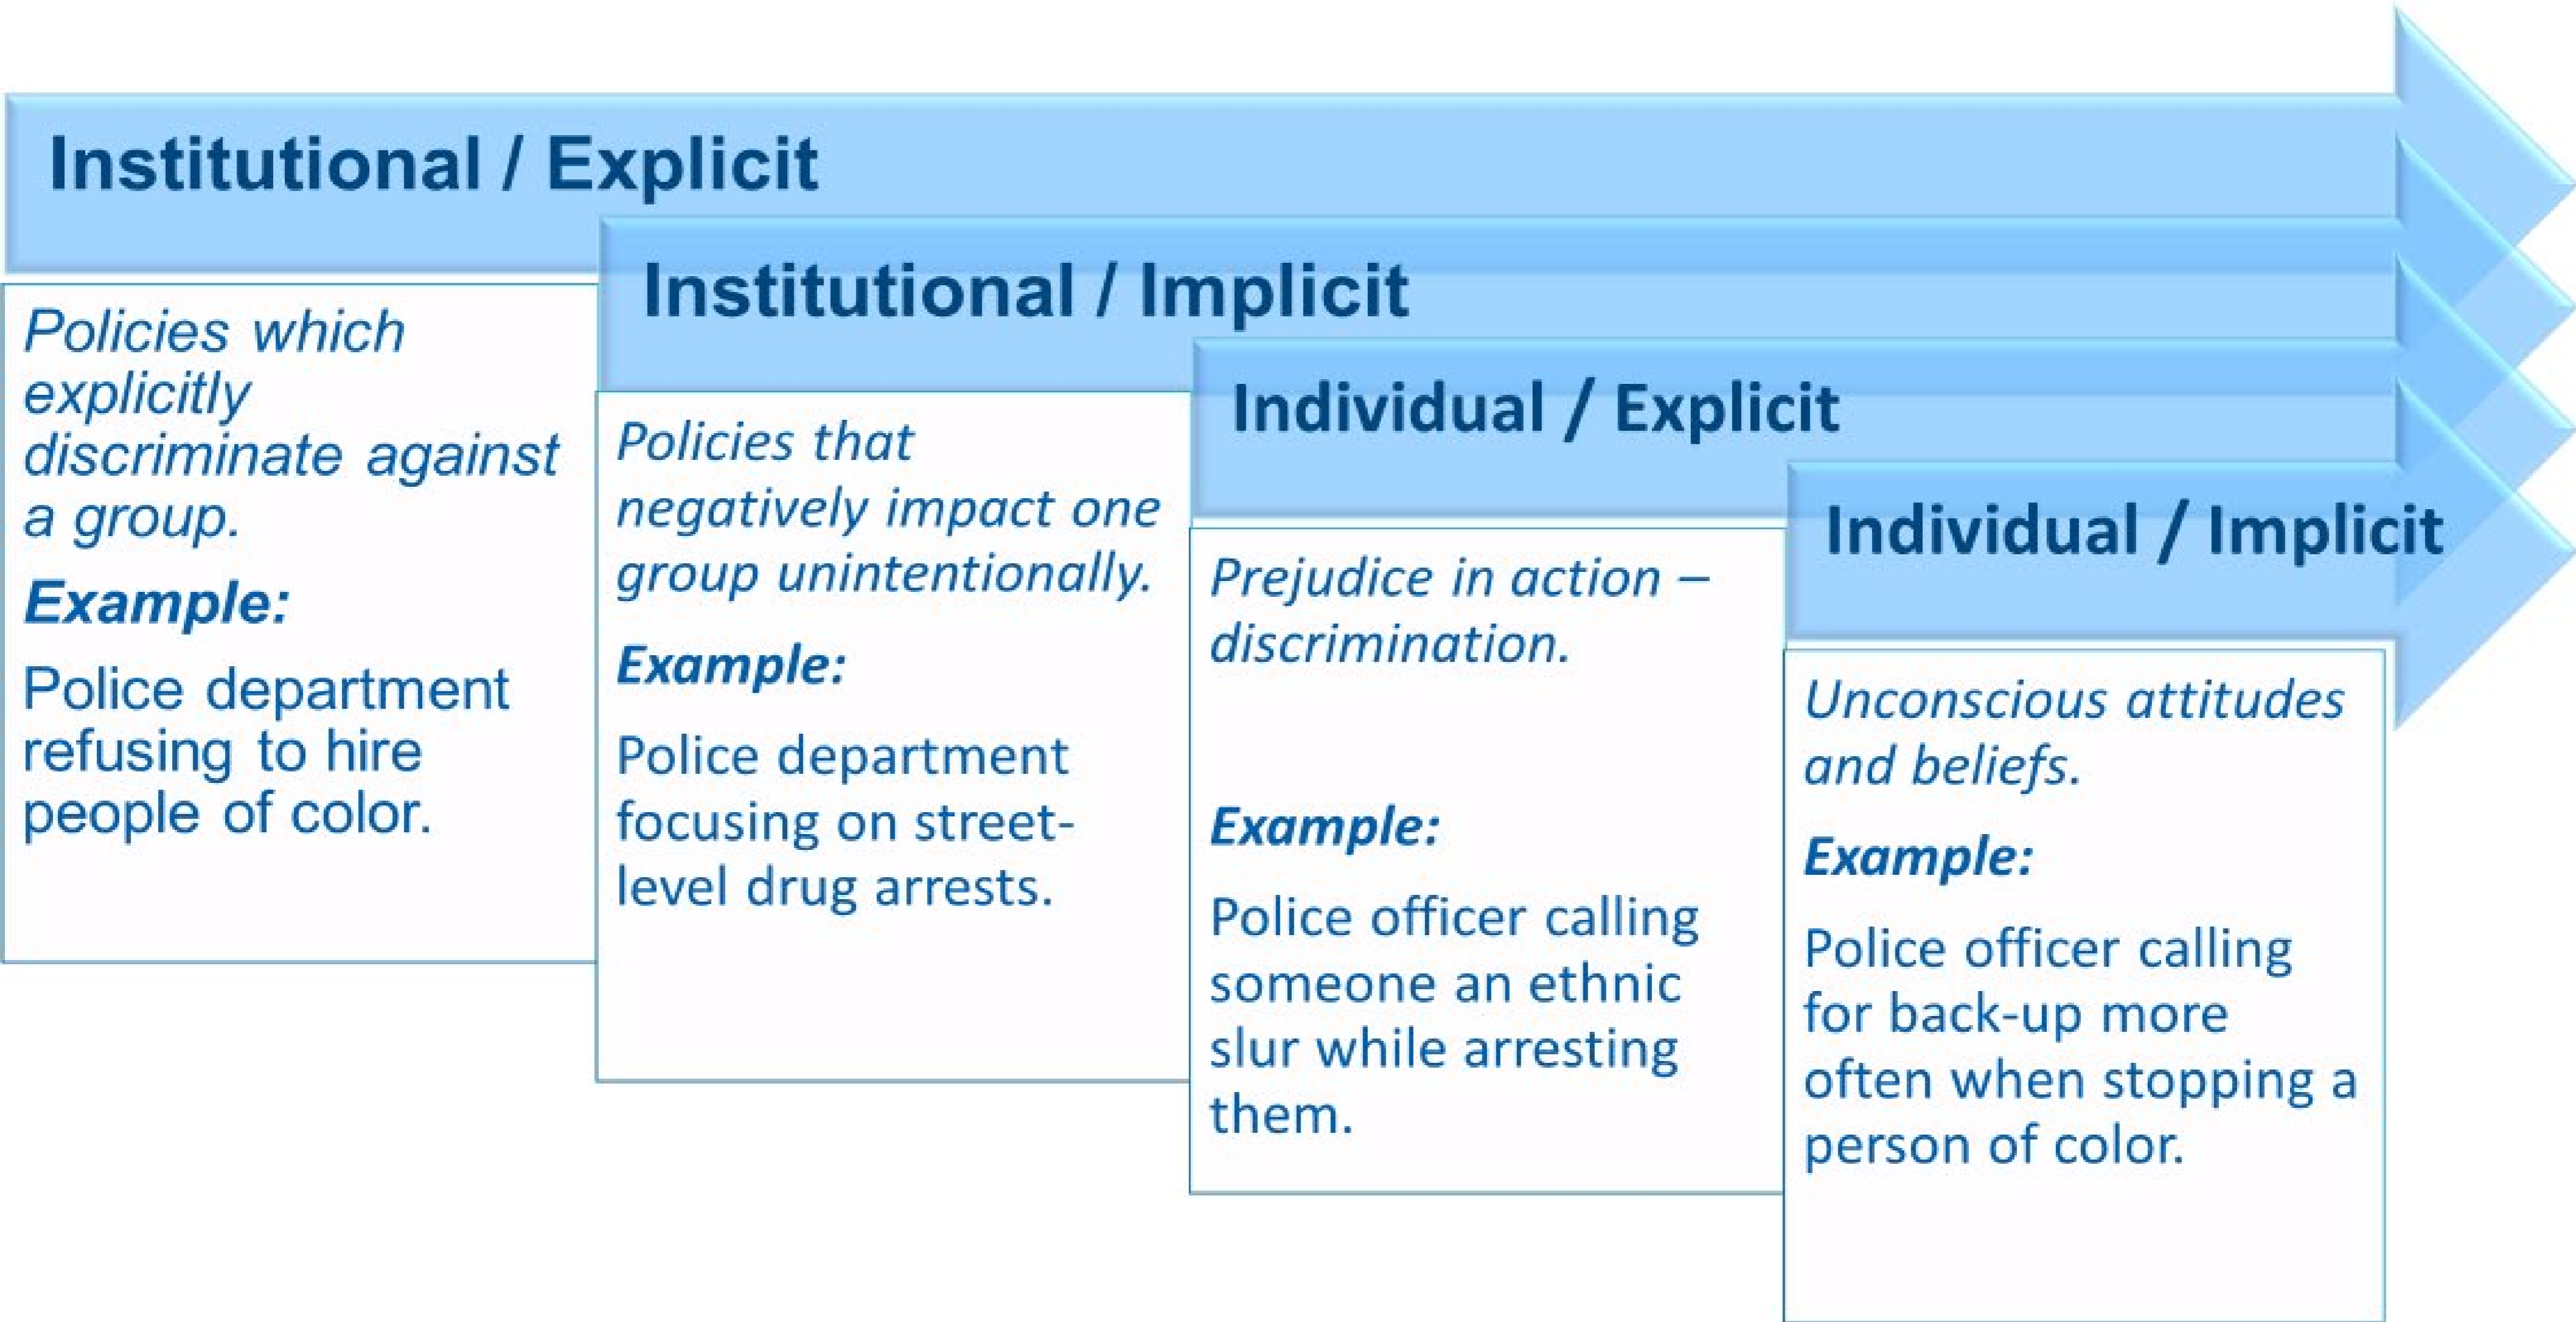 Institutional / Explicit
Policies which
explicitly
discriminate against
a group.
Example:
Police department
refusing to hire
people of color.
Institutional / Implicit
Policies that
negatively impact one
group unintentionally.
Example:
Police department
focusing on street-
level drug arrests.
Individual / Explicit
Prejudice in action –
discrimination.
Example:
Police officer calling
someone an ethnic
slur while arresting
them.
Individual / Implicit
Unconscious attitudes
and beliefs.
Example:
Police officer calling
for back-up more
often when stopping a
person of color.